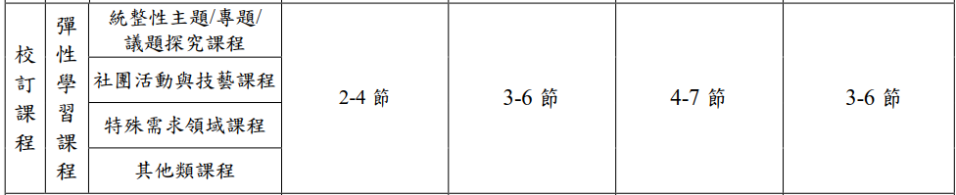 校訂課程
彈性學習課程
統整性主題/專題/
議題探究課程
社團活動與技藝課程
特殊需求領域課程
其他類課程
2-4 節
3-6 節
4-7 節
3-6 節